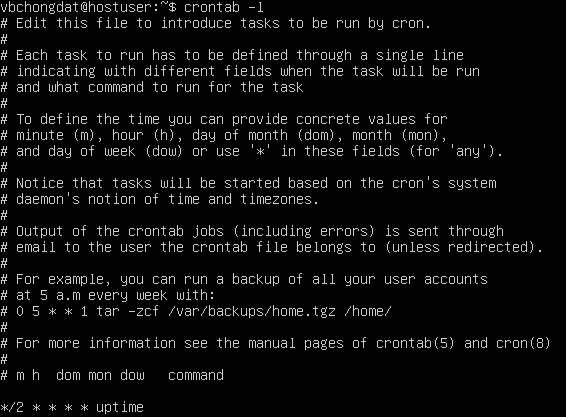 vbchongdat@hostuser:~$ crontab -l
# Edit this file to introduce tasks to be run by cron.
#
# Each task to run has to be defined through a single line
# indicating with different fields when the task will be run
# and what command to run for the task
#
# To define the time you can provide concrete values for
# minute (m), hour (h), day of month (dom), month (mon),
# and day of week (dow) or use '*' in these fields (for 'any').
#
# Notice that tasks will be started based on the cron's system
# daemon's notion of time and timezones.
#
# Output of the crontab jobs (including errors) is sent through
# email to the user the crontab file belongs to (unless redirected).
#
# For example, you can run a backup of all your user accounts
# at 5 a.m every week with:
# 0 5 * * 1 tar -zcf /var/backups/home.tgz /home/
#
# For more information see the manual pages of crontab(5) and cron(8)
#
# m h  dom mon dow   command

*/2 * * * * uptime